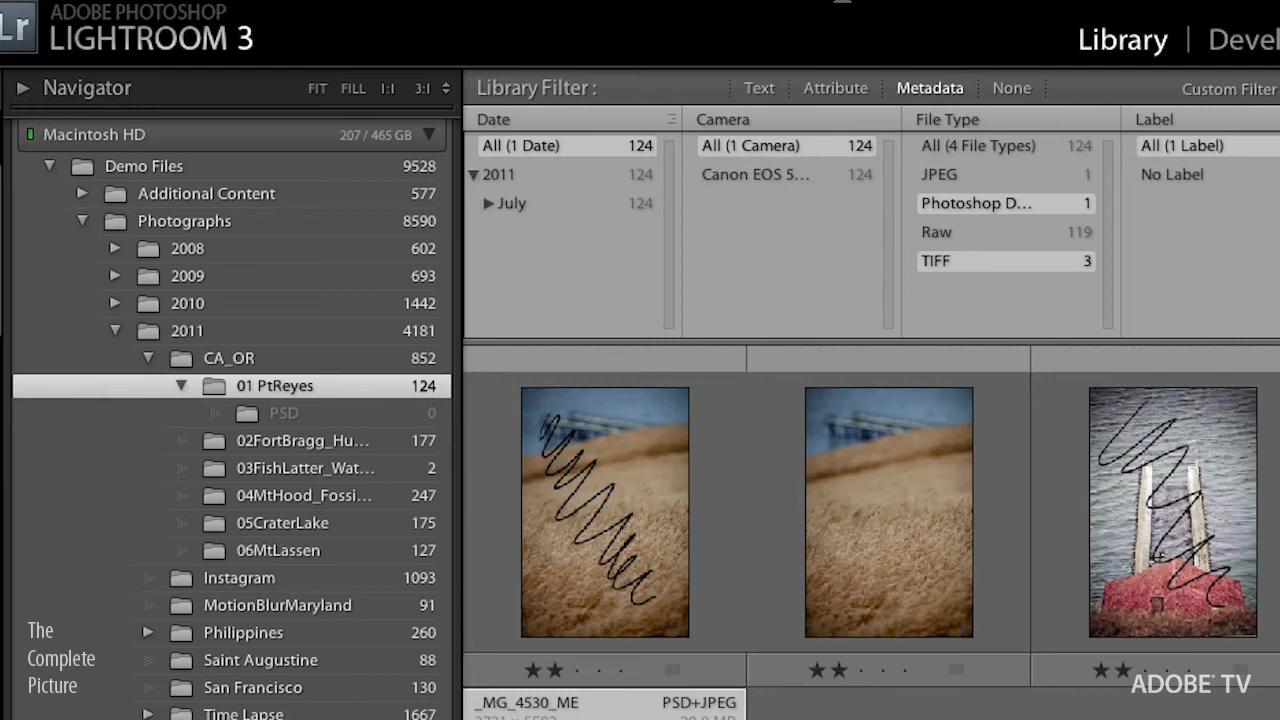 Lr ADOBE PHOTOSHOP
LIGHTROOM 3
Library | Devel
Navigator FIT FILL 1:1 3:1
Macintosh HD 207 / 465 GB
Demo Files 9528
Additional Content 577
Photographs 8590
2008 602
2009 693
2010 1442
2011 4181
CA_OR 852
01 PtReyes 124
PSD 0
02FortBragg_Hu... 177
03FishLatter_Wat... 2
04MtHood_Fossi... 247
05CraterLake 175
06MtLassen 127
Instagram 1093
MotionBlurMaryland 91
Philippines 260
Saint Augustine 88
San Francisco 130
Time Lapse 1667
The
Complete
Picture
Library Filter : Text Attribute Metadata None Custom Filter
Date Camera File Type Label
All (1 Date) 124 All (1 Camera) 124 All (4 File Types) 124 All (1 Label)
2011 124 Canon EOS 5... 124 JPEG 1 No Label
July 124 Photoshop D... 1
Raw 119
TIFF 3
_MG_4530_ME PSD+JPEG
ADOBE TV